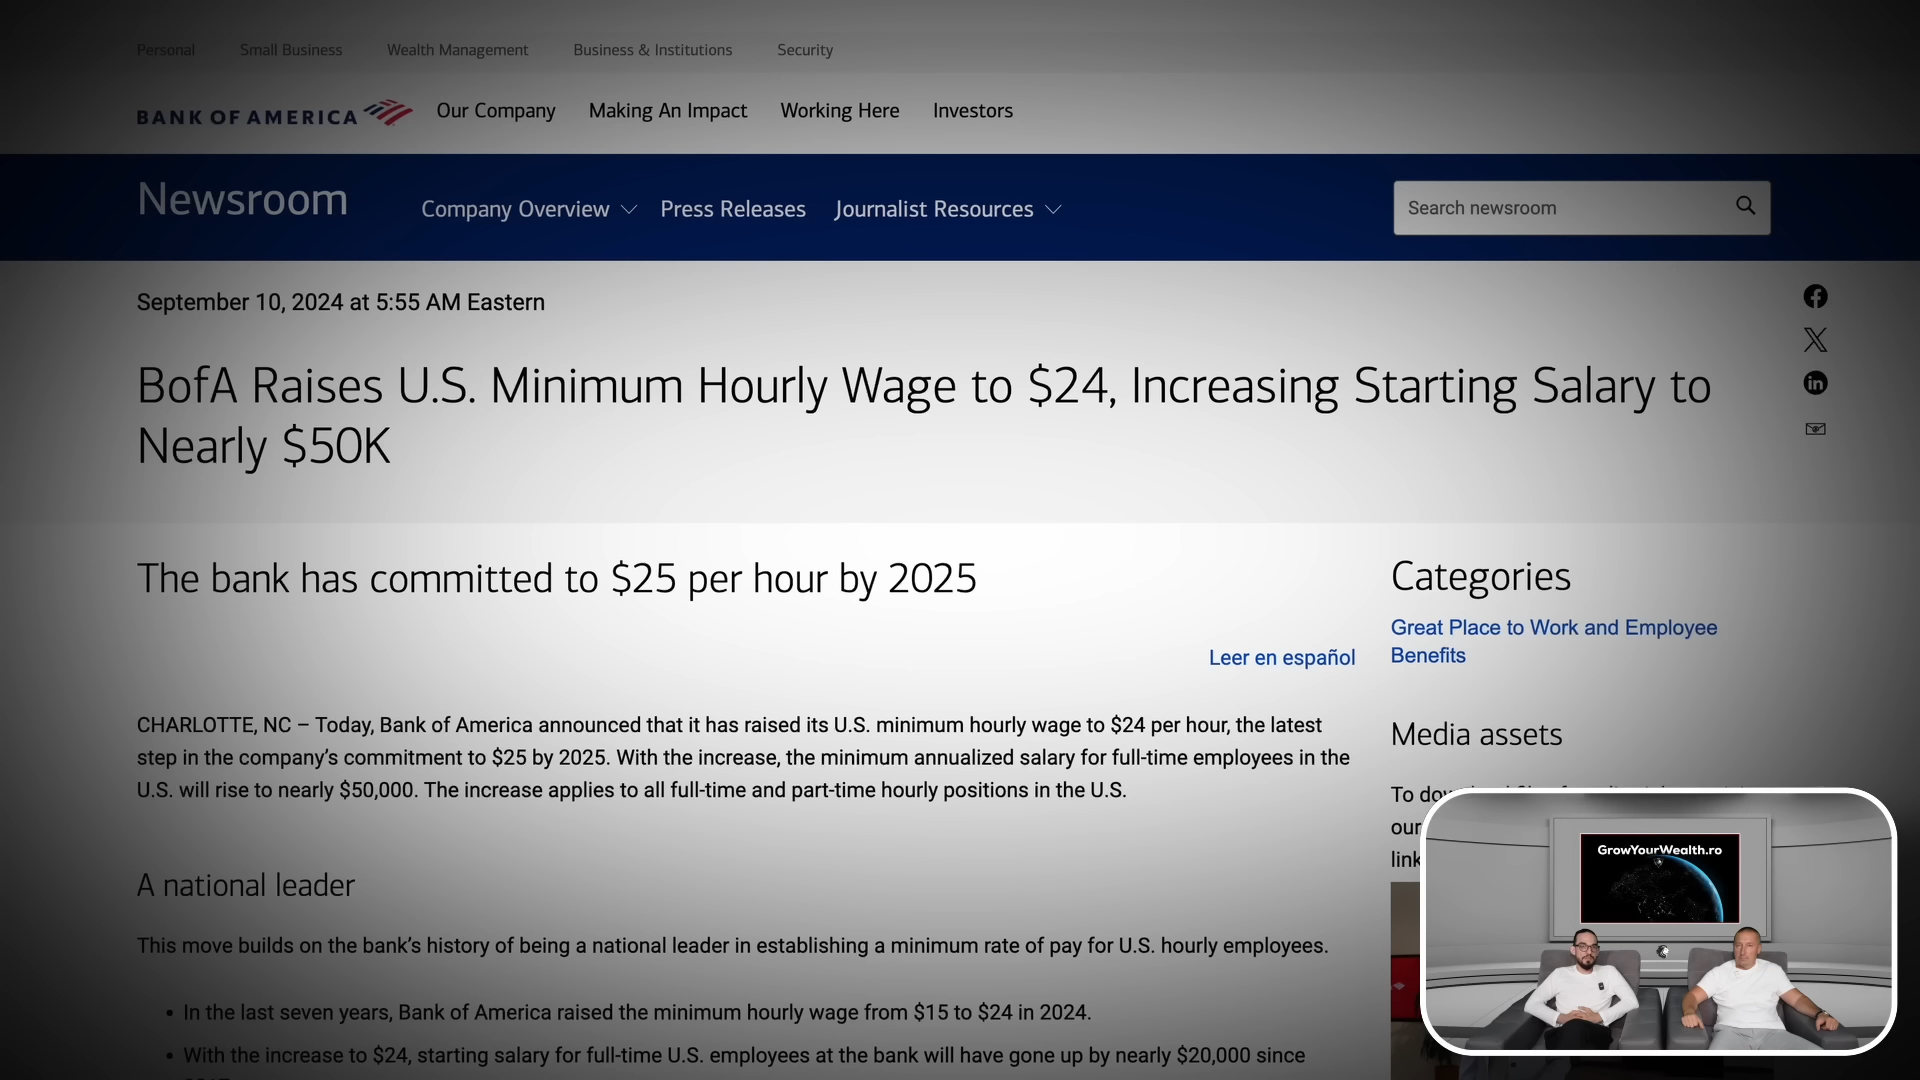 Personal Small Business Wealth Management Business & Institutions Security
BANK OF AMERICA Our Company Making An Impact Working Here Investors
Newsroom Company Overview Press Releases Journalist Resources Search newsroom
September 10, 2024 at 5:55 AM Eastern
BofA Raises U.S. Minimum Hourly Wage to $24, Increasing Starting Salary to
Nearly $50K
The bank has committed to $25 per hour by 2025
Leer en español
CHARLOTTE, NC – Today, Bank of America announced that it has raised its U.S. minimum hourly wage to $24 per hour, the latest
step in the company’s commitment to $25 by 2025. With the increase, the minimum annualized salary for full-time employees in the
U.S. will rise to nearly $50,000. The increase applies to all full-time and part-time hourly positions in the U.S.
A national leader
This move builds on the bank’s history of being a national leader in establishing a minimum rate of pay for U.S. hourly employees.
• In the last seven years, Bank of America raised the minimum hourly wage from $15 to $24 in 2024.
• With the increase to $24, starting salary for full-time U.S. employees at the bank will have gone up by nearly $20,000 since
Categories
Great Place to Work and Employee
Benefits
Media assets
To
our
link
GrowYourWealth.ro